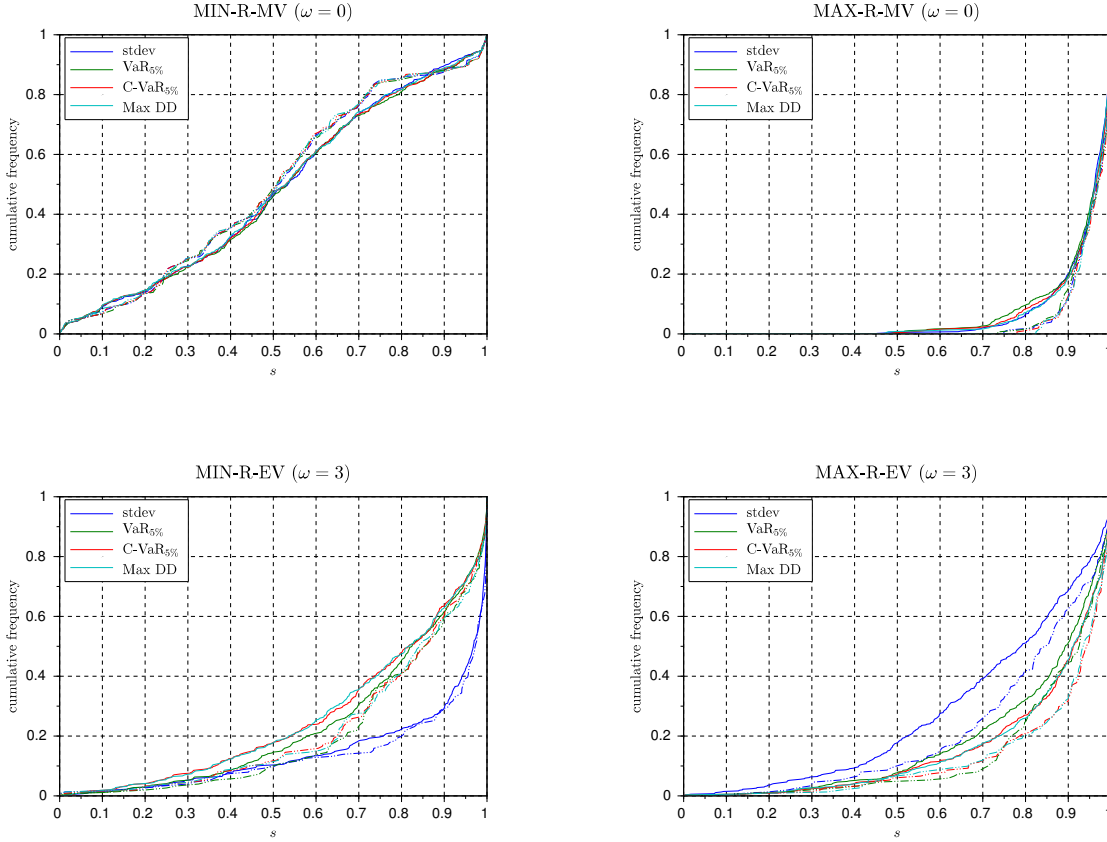 MIN-R-MV (ω = 0)
stdev
VaR5%
C-VaR5%
Max DD
cumulative frequency
0 0.2 0.4 0.6 0.8 1
0 0.1 0.2 0.3 0.4 0.5 0.6 0.7 0.8 0.9 1
s
MAX-R-MV (ω = 0)
stdev
VaR5%
C-VaR5%
Max DD
cumulative frequency
0 0.2 0.4 0.6 0.8 1
0 0.1 0.2 0.3 0.4 0.5 0.6 0.7 0.8 0.9 1
s
MIN-R-EV (ω = 3)
stdev
VaR5%
C-VaR5%
Max DD
cumulative frequency
0 0.2 0.4 0.6 0.8 1
0 0.1 0.2 0.3 0.4 0.5 0.6 0.7 0.8 0.9 1
s
MAX-R-EV (ω = 3)
stdev
VaR5%
C-VaR5%
Max DD
cumulative frequency
0 0.2 0.4 0.6 0.8 1
0 0.1 0.2 0.3 0.4 0.5 0.6 0.7 0.8 0.9 1
s